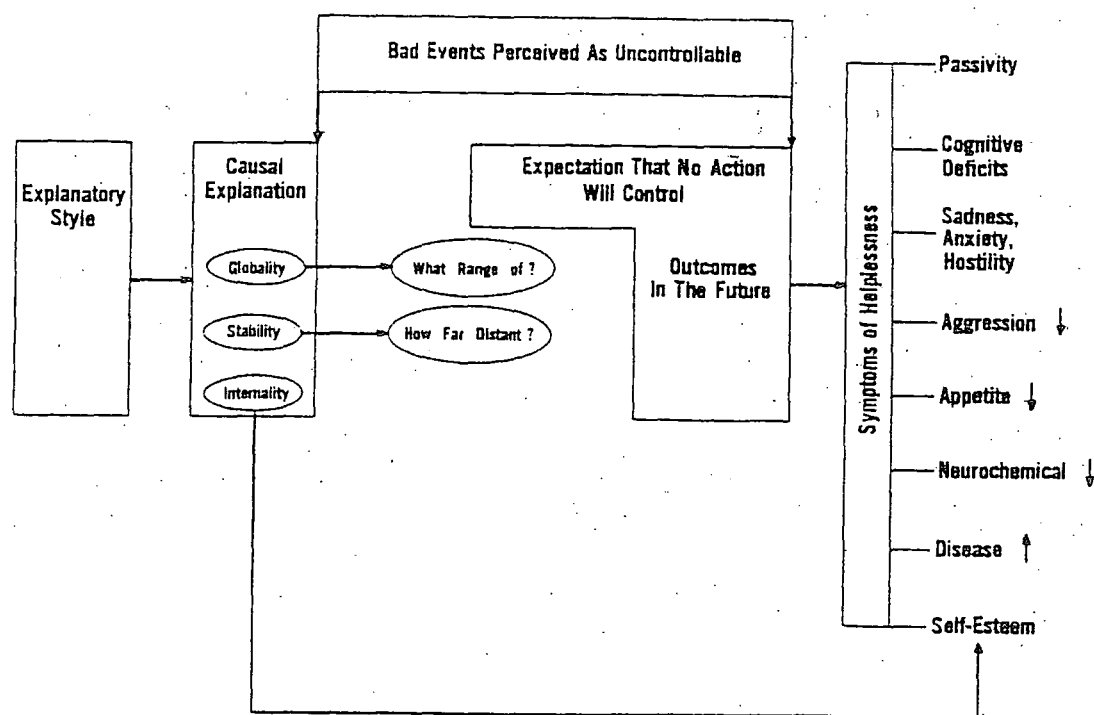 Bad Events Perceived As Uncontrollable
Explanatory
Style
Causal
Explanation
Globality
Stability
Internality
What Range of ?
How Far Distant ?
Expectation That No Action
Will Control
Outcomes
In The Future
Symptoms of Helplessness
Passivity
Cognitive
Deficits
Sadness,
Anxiety,
Hostility
Aggression ↓
Appetite ↓
Neurochemical ↓
Disease ↑
Self-Esteem